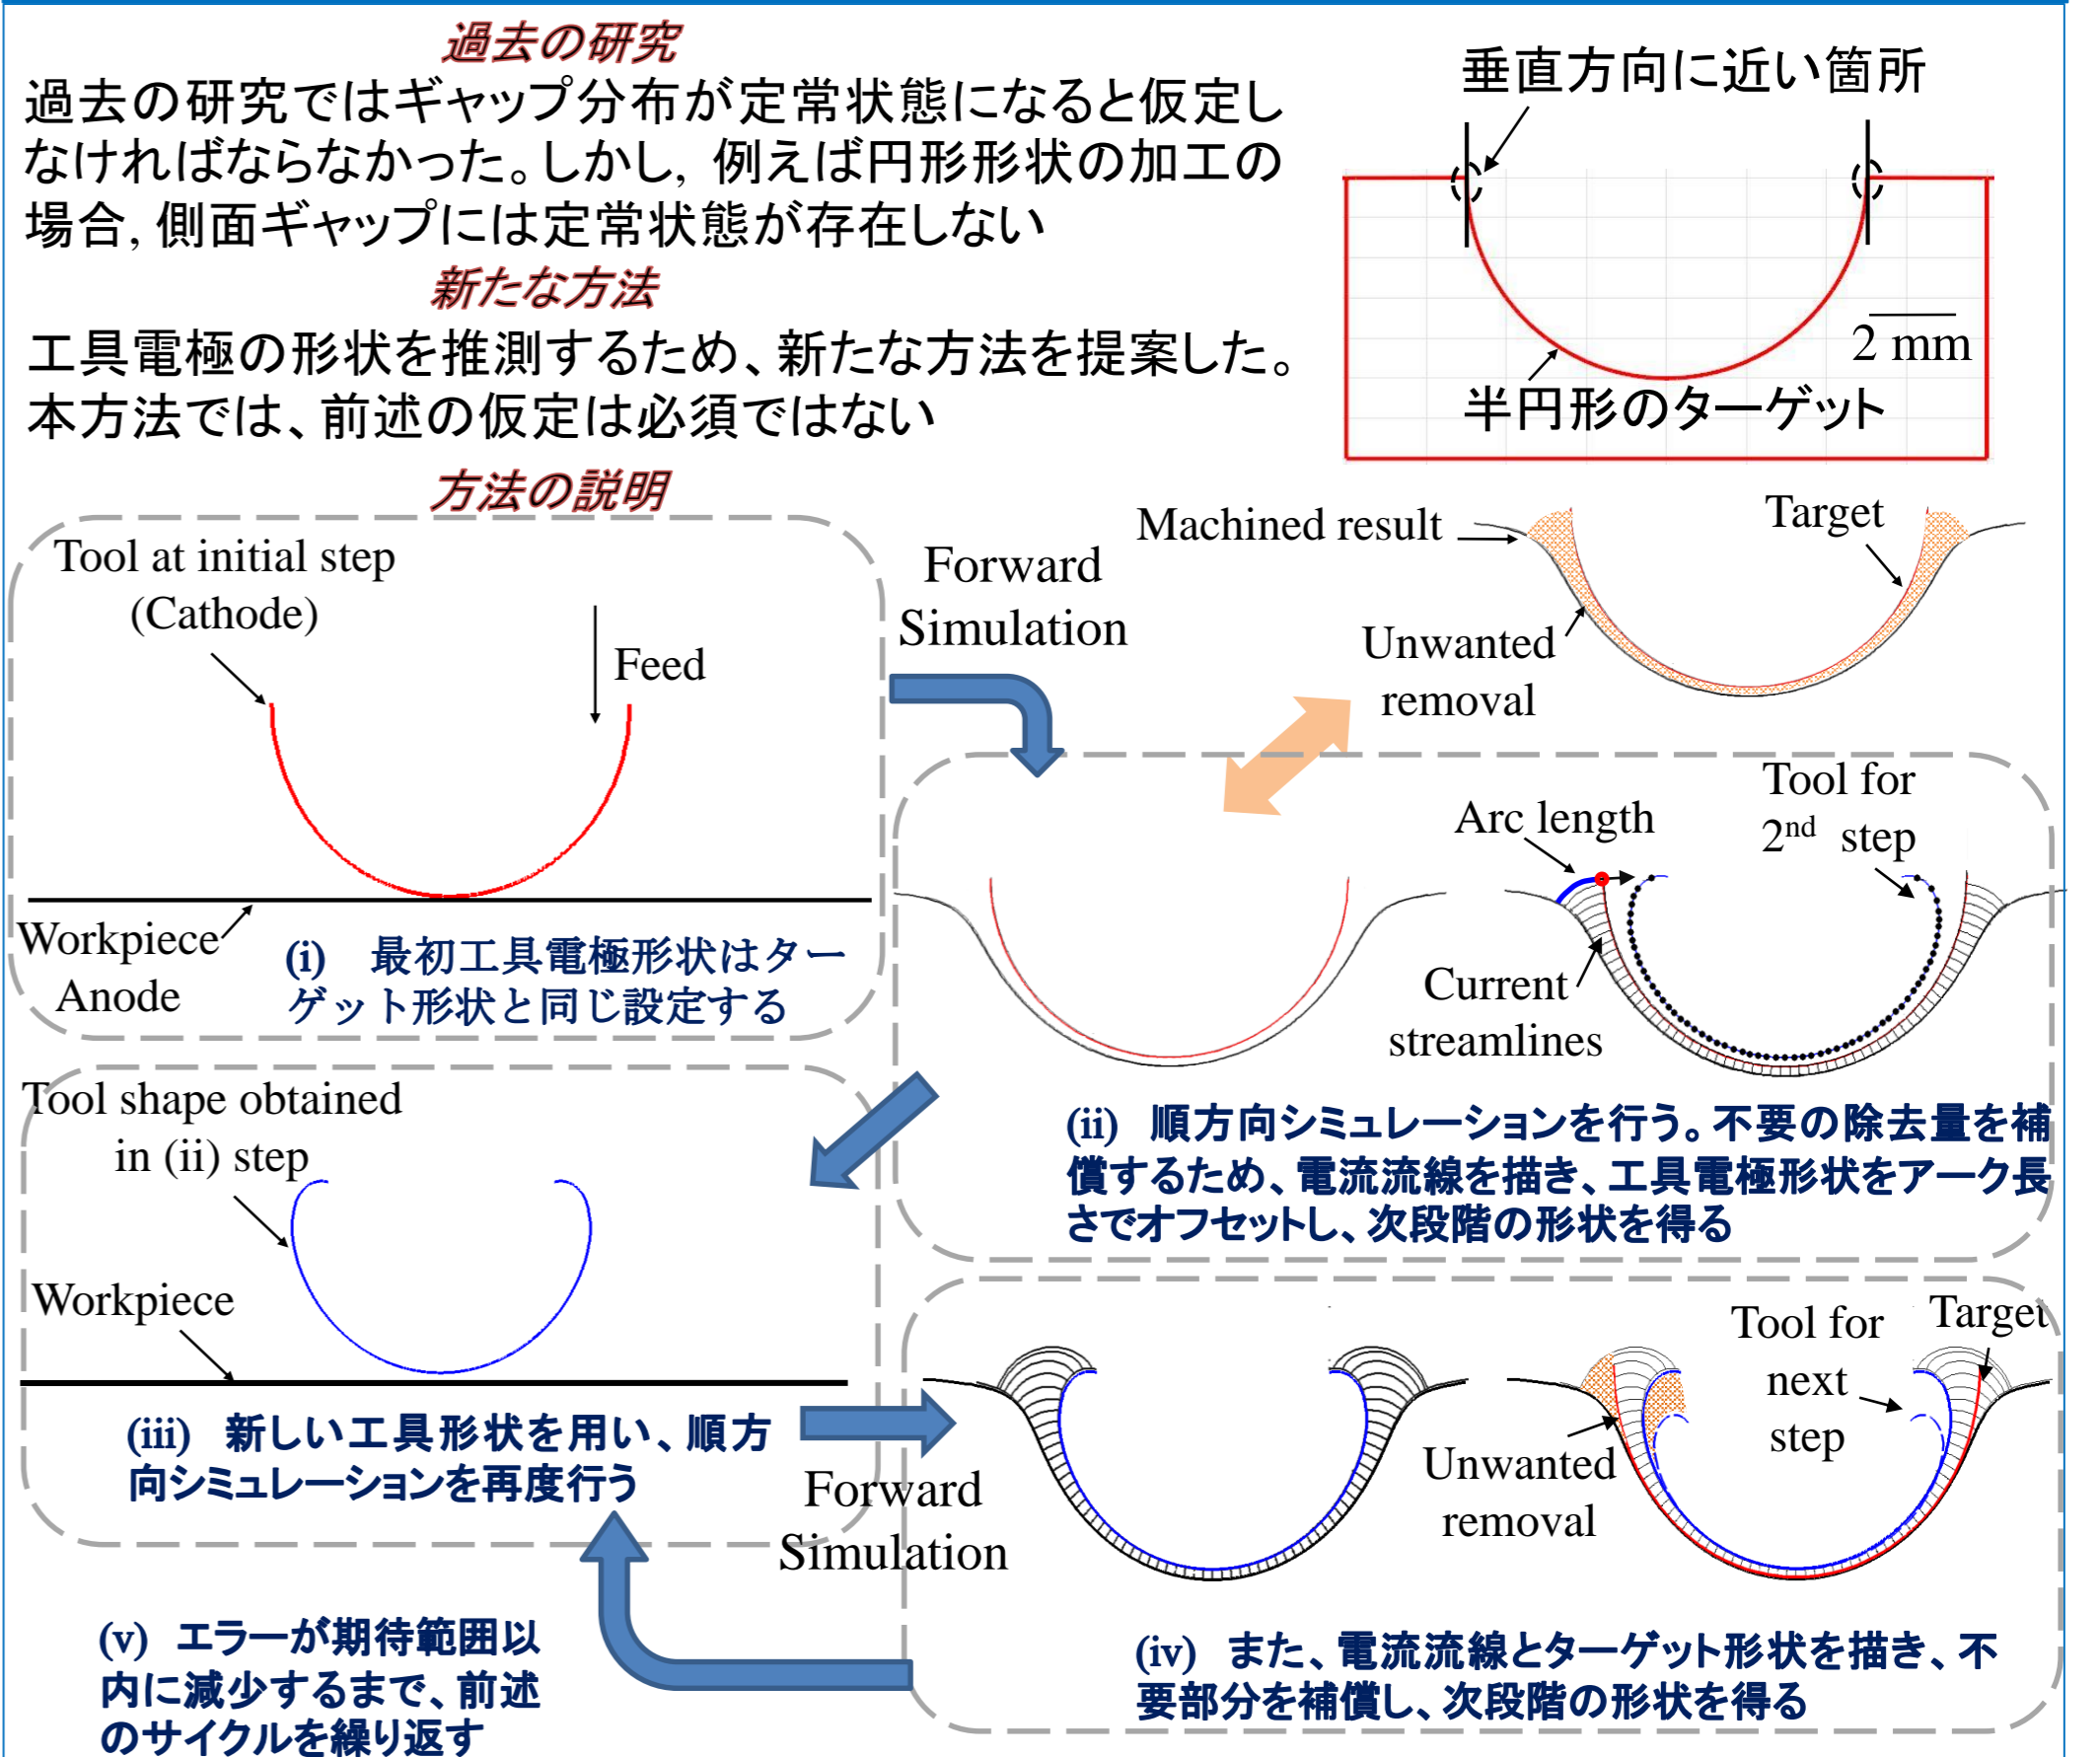 過去の研究
過去の研究ではギャップ分布が定常状態になると仮定し
なければならなかった。しかし, 例えば円形形状の加工の
場合, 側面ギャップには定常状態が存在しない
新たな方法
工具電極の形状を推測するため、新たな方法を提案した。
本方法では、前述の仮定は必須ではない
垂直方向に近い箇所
2 mm
半円形のターゲット
方法の説明
Tool at initial step
(Cathode)
Feed
Workpiece
Anode
(i) 最初工具電極形状はター
ゲット形状と同じ設定する
Forward
Simulation
Machined result
Target
Unwanted
removal
Arc length
Tool for
2nd step
Current
streamlines
(ii) 順方向シミュレーションを行う。不要の除去量を補
償するため、電流流線を描き、工具電極形状をアーク長
さでオフセットし、次段階の形状を得る
Tool shape obtained
in (ii) step
Workpiece
(iii) 新しい工具形状を用い、順方
向シミュレーションを再度行う
Forward
Simulation
Tool for
next
step
Target
Unwanted
removal
(iv) また、電流流線とターゲット形状を描き、不
要部分を補償し、次段階の形状を得る
(v) エラーが期待範囲以
内に減少するまで、前述
のサイクルを繰り返す